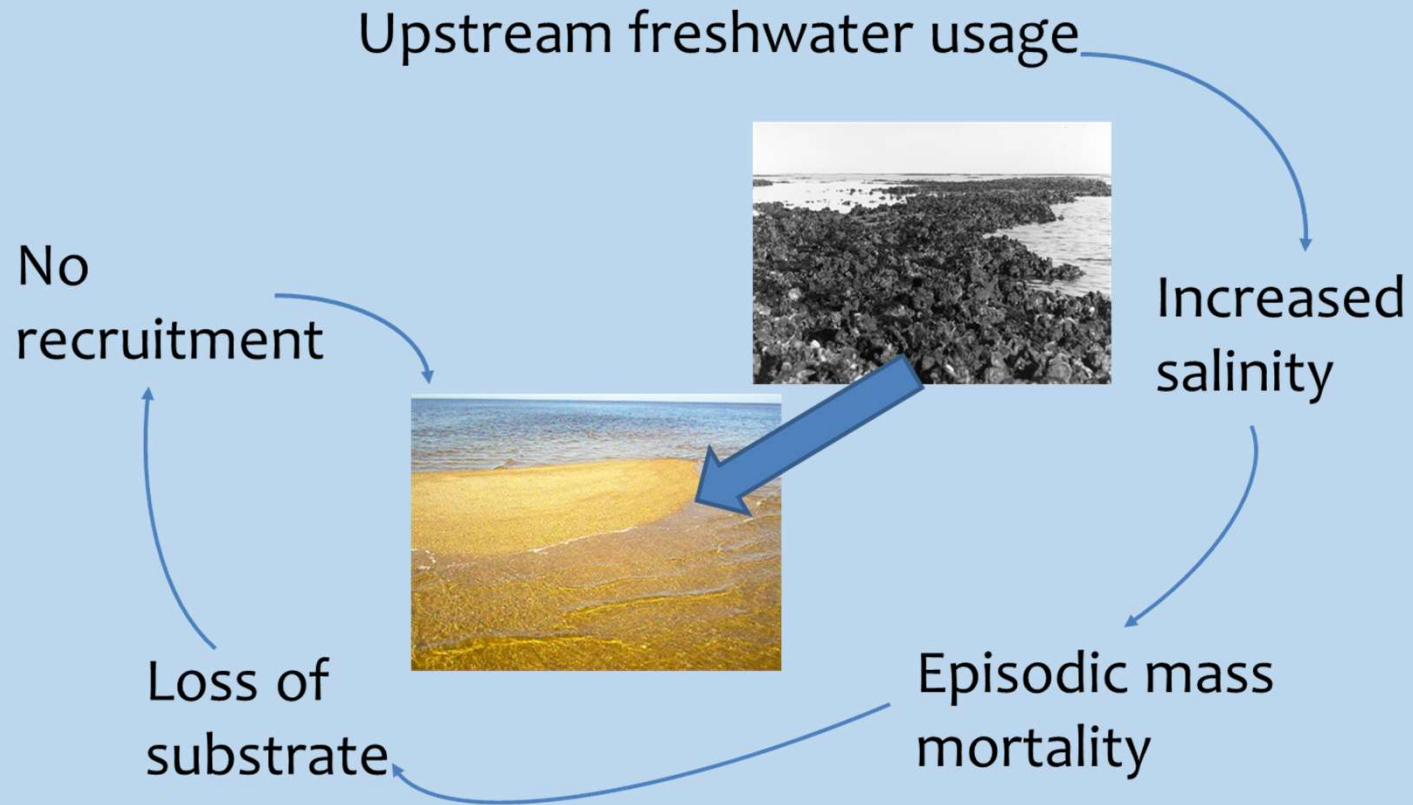 Upstream freshwater usage
No
recruitment
Increased
salinity
Loss of
substrate
Episodic mass
mortality